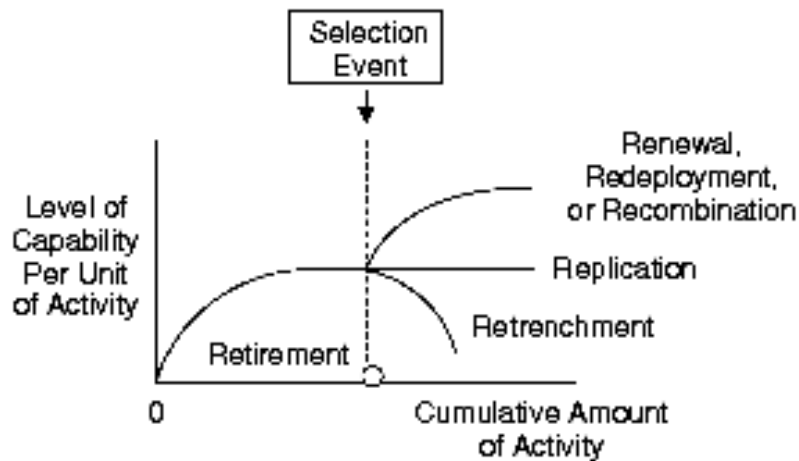 Selection
Event
Renewal,
Redeployment,
or Recombination
Level of
Capability
Per Unit
of Activity
Replication
Retrenchment
Retirement
0
Cumulative Amount
of Activity